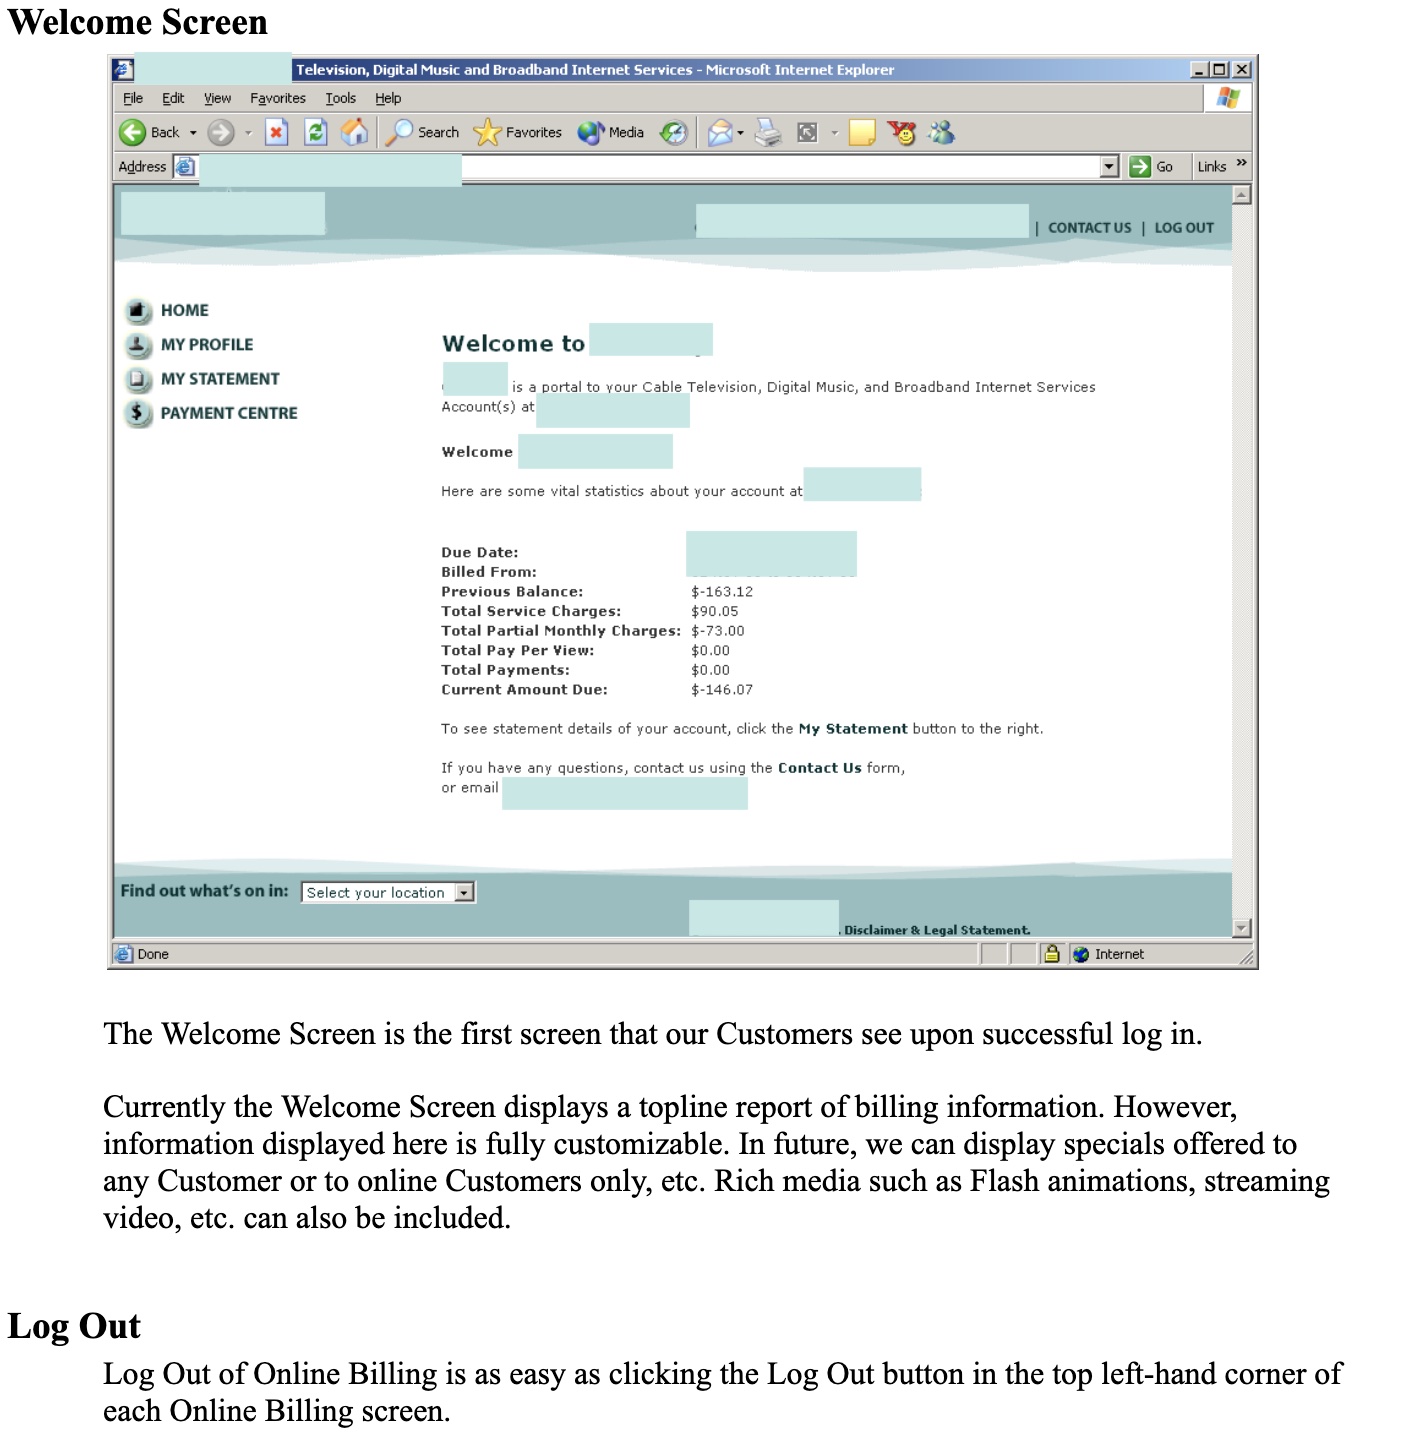 Welcome Screen
Television, Digital Music and Broadband Internet Services - Microsoft Internet Explorer
File Edit View Favorites Tools Help
Back Search Favorites Media
Address Go Links »
| CONTACT US | LOG OUT
HOME
MY PROFILE
MY STATEMENT
PAYMENT CENTRE
Welcome to
is a portal to your Cable Television, Digital Music, and Broadband Internet Services
Account(s) at
Welcome
Here are some vital statistics about your account at
Due Date:
Billed From:
Previous Balance: $-163.12
Total Service Charges: $90.05
Total Partial Monthly Charges: $-73.00
Total Pay Per View: $0.00
Total Payments: $0.00
Current Amount Due: $-146.07
To see statement details of your account, click the My Statement button to the right.
If you have any questions, contact us using the Contact Us form,
or email
Find out what's on in: Select your location
. Disclaimer & Legal Statement.
Done Internet
The Welcome Screen is the first screen that our Customers see upon successful log in.
Currently the Welcome Screen displays a topline report of billing information. However,
information displayed here is fully customizable. In future, we can display specials offered to
any Customer or to online Customers only, etc. Rich media such as Flash animations, streaming
video, etc. can also be included.
Log Out
Log Out of Online Billing is as easy as clicking the Log Out button in the top left-hand corner of
each Online Billing screen.